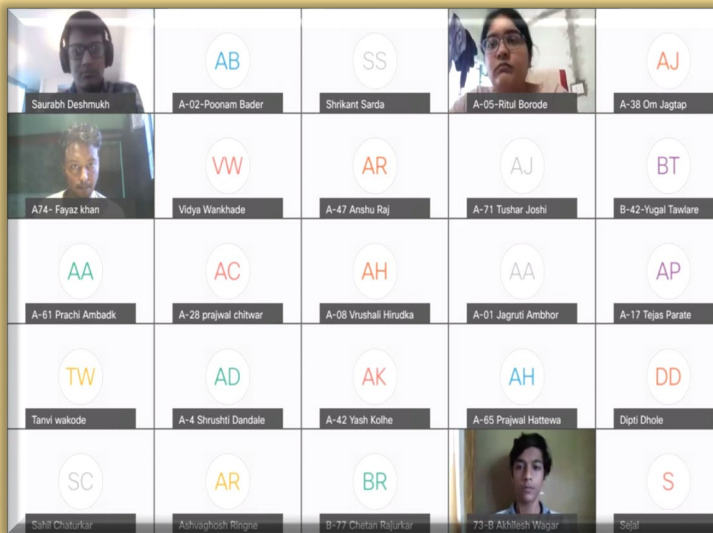 Saurabh Deshmukh
AB
A-02-Poonam Bader
SS
Shrikant Sarda
A-05-Ritul Borode
AJ
A-38 Om Jagtap
A74- Fayaz khan
VW
Vidya Wankhade
AR
A-47 Anshu Raj
AJ
A-71 Tushar Joshi
BT
B-42-Yugal Tawlare
AA
A-61 Prachi Ambadk
AC
A-28 prajwal chitwar
AH
A-08 Vrushali Hirudka
AA
A-01 Jagruti Ambhor
AP
A-17 Tejas Parate
TW
Tanvi wakode
AD
A-4 Shrushti Dandale
AK
A-42 Yash Kolhe
AH
A-65 Prajwal Hattewa
DD
Dipti Dhole
SC
Sahil Chaturkar
AR
Ashvaghosh Ringne
BR
B-77 Chetan Rajurkar
73-B Akhilesh Wagar
S
Sejal